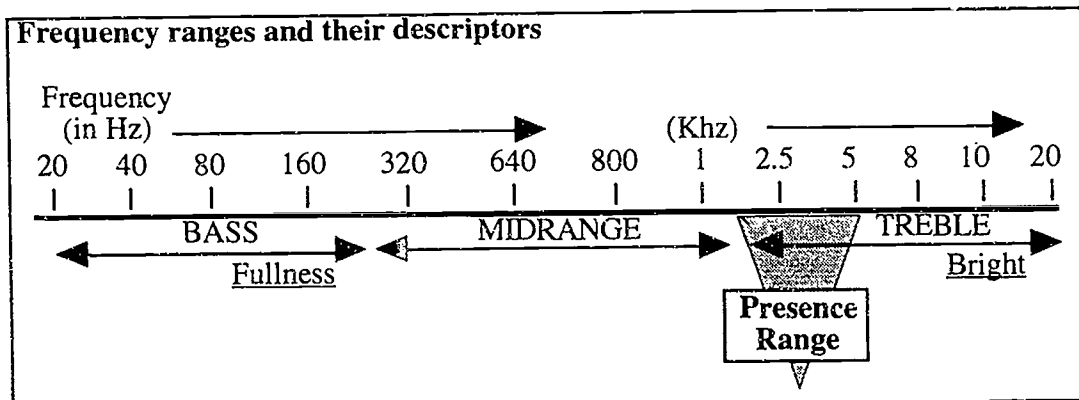 Frequency ranges and their descriptors
Frequency
(in Hz)
(Khz)
20 40 80 160 320 640 800 1 2.5 5 8 10 20
BASS MIDRANGE TREBLE
Fullness Bright
Presence
Range